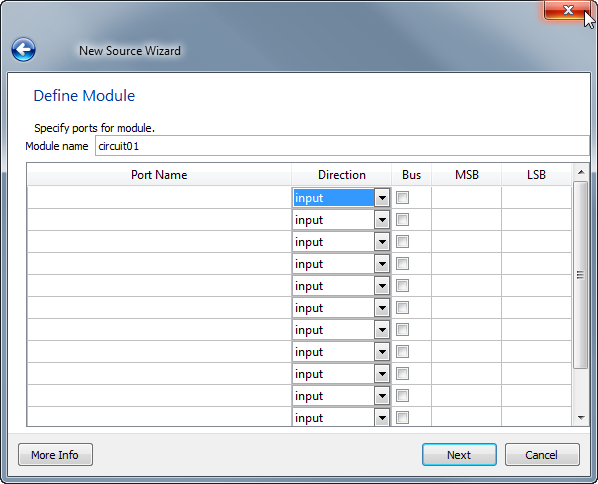 New Source Wizard
Define Module
Specify ports for module.
Module name circuit01
Port Name Direction Bus MSB LSB
input
input
input
input
input
input
input
input
input
input
input
More Info Next Cancel